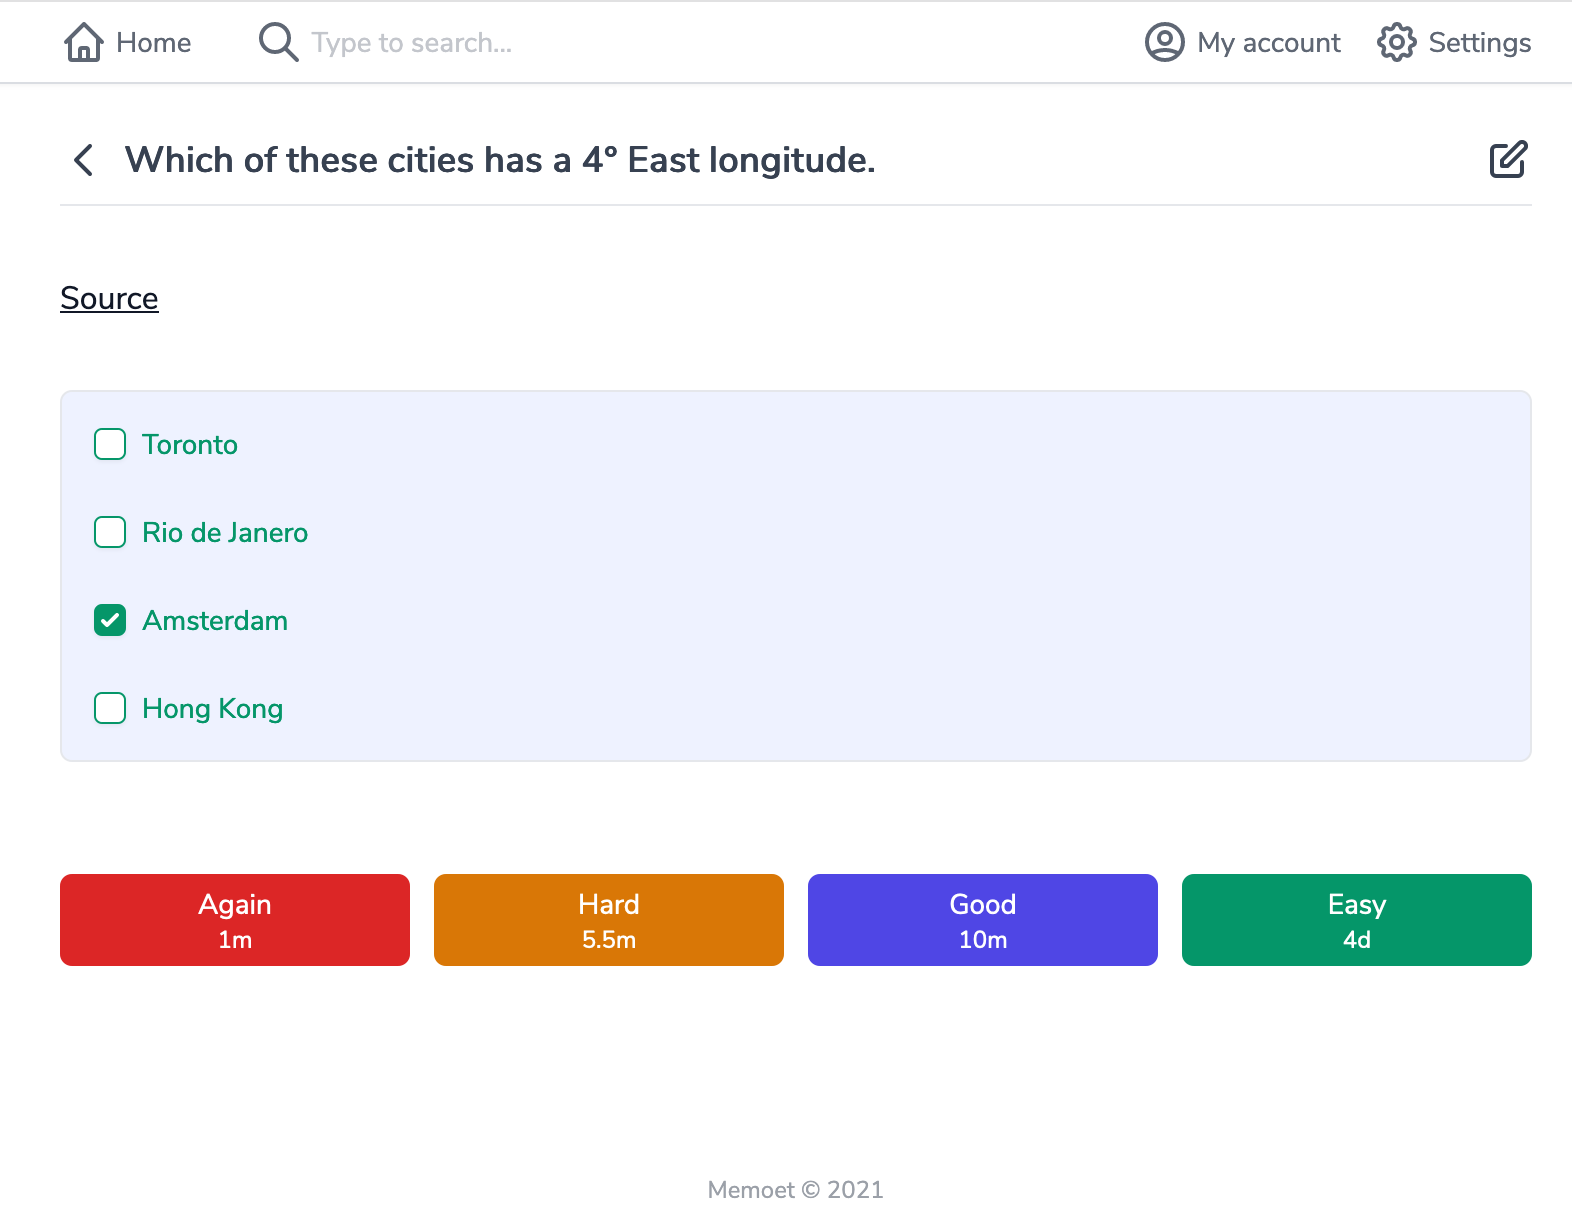 Home Type to search... My account Settings
Which of these cities has a 4° East longitude.
Source
Toronto
Rio de Janero
Amsterdam
Hong Kong
Again Hard Good Easy
1m 5.5m 10m 4d
Memoet © 2021